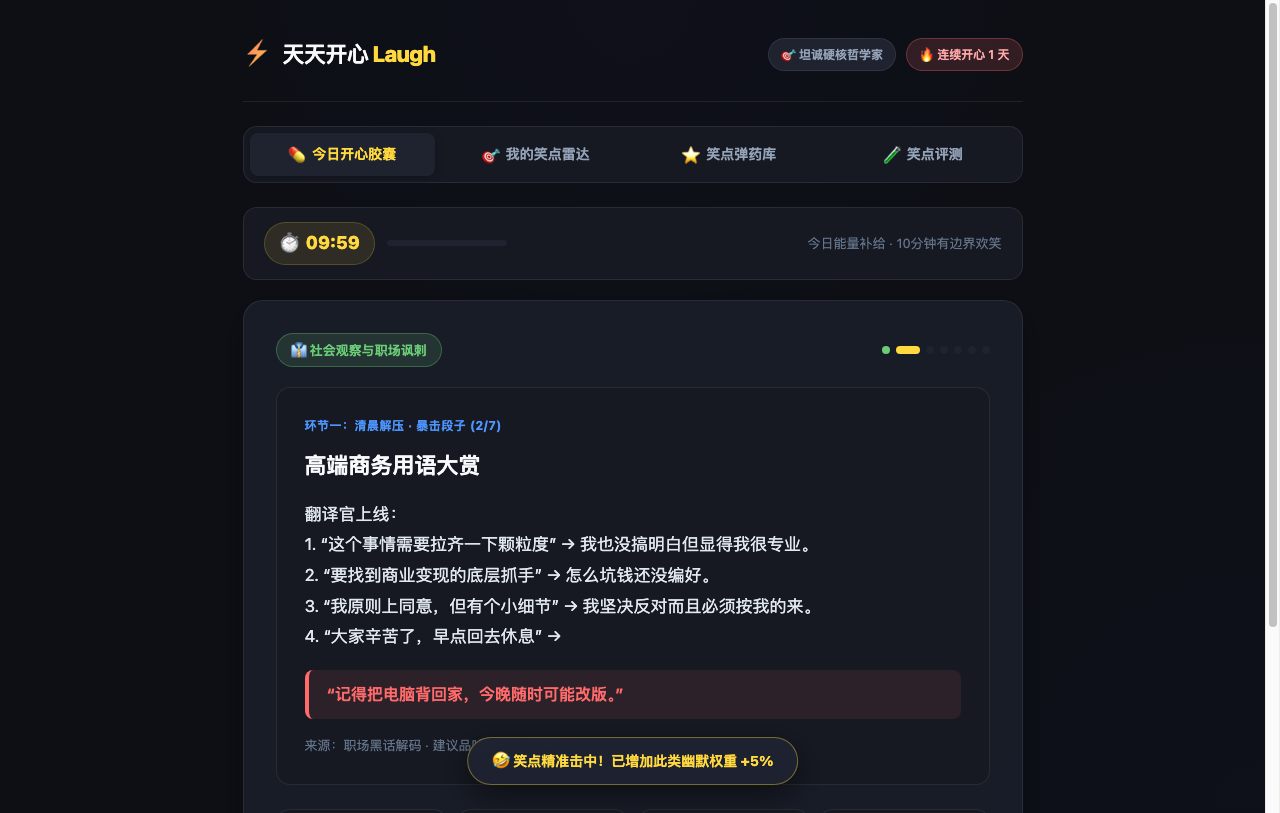 天天开心 Laugh
坦诚硬核哲学家
连续开心 1 天
今日开心胶囊
我的笑点雷达
笑点弹药库
笑点评测
09:59
今日能量补给 · 10分钟有边界欢笑
社会观察与职场讽刺
环节一：清晨解压 · 暴击段子 (2/7)
高端商务用语大赏
翻译官上线：
1. “这个事情需要拉齐一下颗粒度” → 我也没搞明白但显得我很专业。
2. “要找到商业变现的底层抓手” → 怎么坑钱还没编好。
3. “我原则上同意，但有个小细节” → 我坚决反对而且必须按我的来。
4. “大家辛苦了，早点回去休息” →
“记得把电脑背回家，今晚随时可能改版。”
来源：职场黑话解码 · 建议品
笑点精准击中！已增加此类幽默权重 +5%